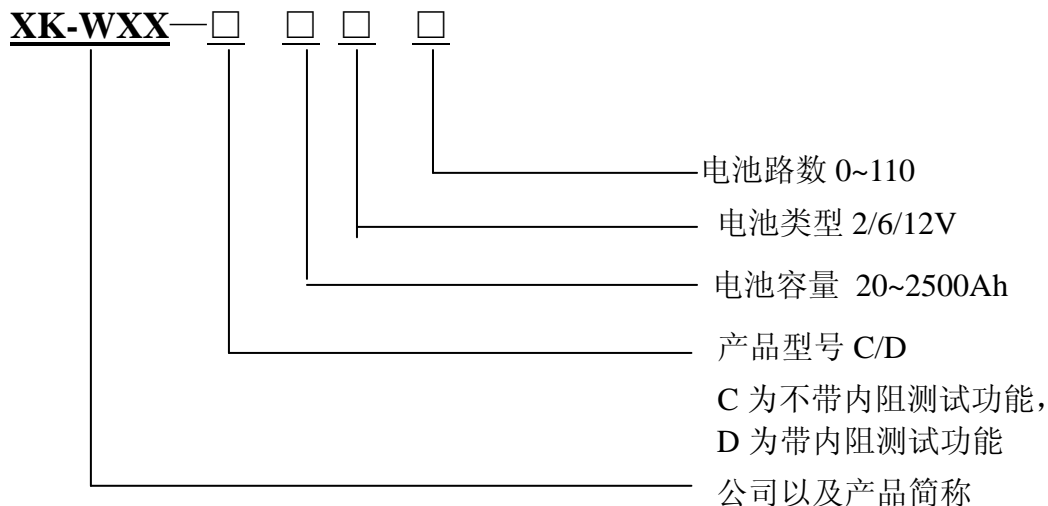 XK-WXX—□ □ □ □
电池路数 0~110
电池类型 2/6/12V
电池容量 20~2500Ah
产品型号 C/D
C 为不带内阻测试功能，
D 为带内阻测试功能
公司以及产品简称